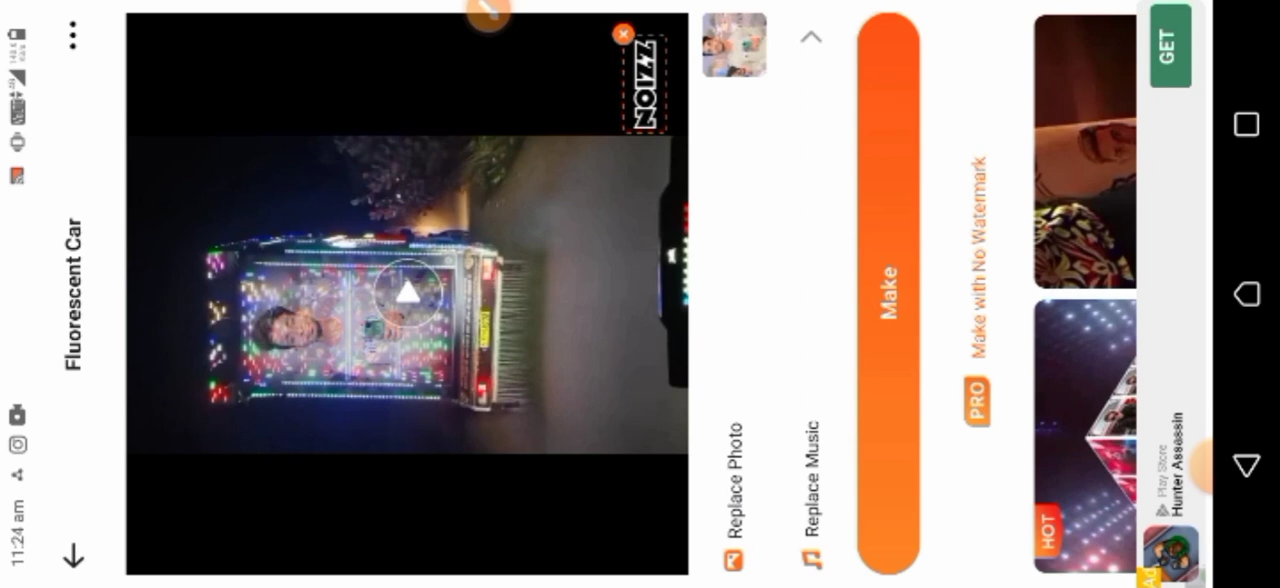 11:24 am
Fluorescent Car
NOIZZ
Replace Photo
Replace Music
Make
PRO Make with No Watermark
HOT
Ad
Play Store
Hunter Assassin
GET